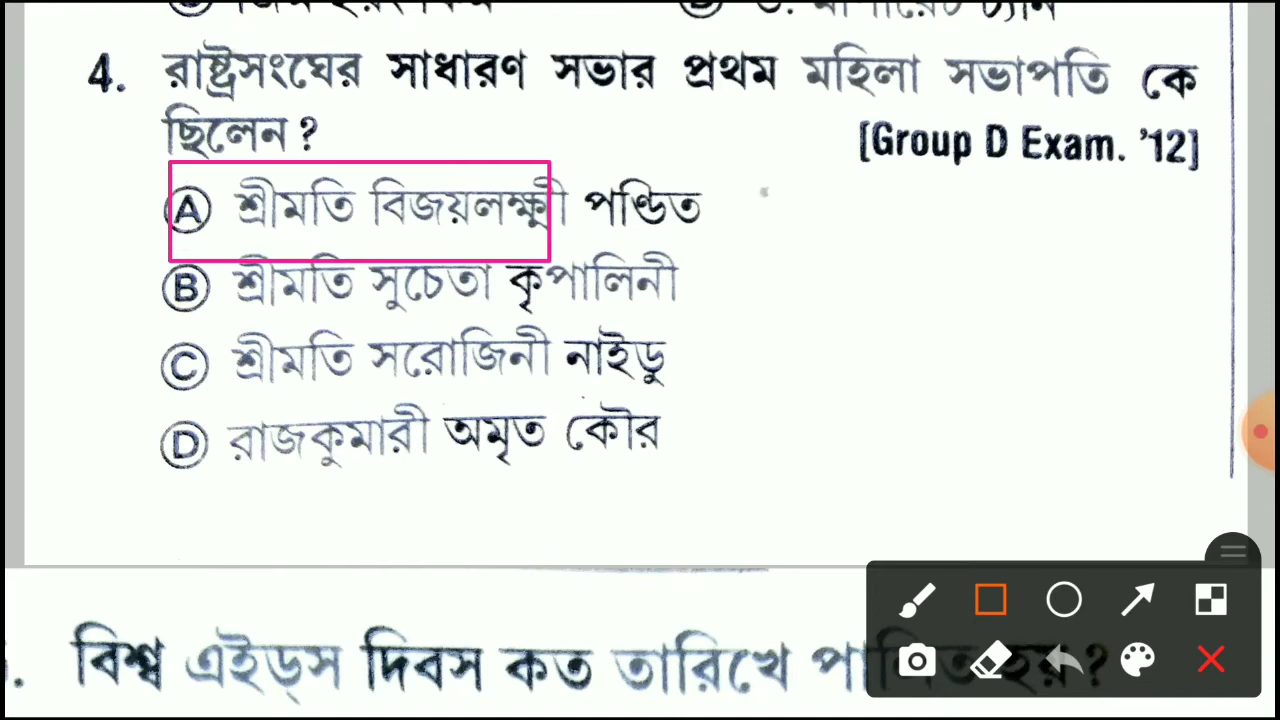 4. রাষ্ট্রসংঘের সাধারণ সভার প্রথম মহিলা সভাপতি কে
ছিলেন ? [Group D Exam. ’12]
Ⓐ শ্রীমতি বিজয়লক্ষ্মী পণ্ডিত
Ⓑ শ্রীমতি সুচেতা কৃপালিনী
Ⓒ শ্রীমতি সরোজিনী নাইডু
Ⓓ রাজকুমারী অমৃত কৌর
বিশ্ব এইড্স দিবস কত তারিখে পালিত হয় ?